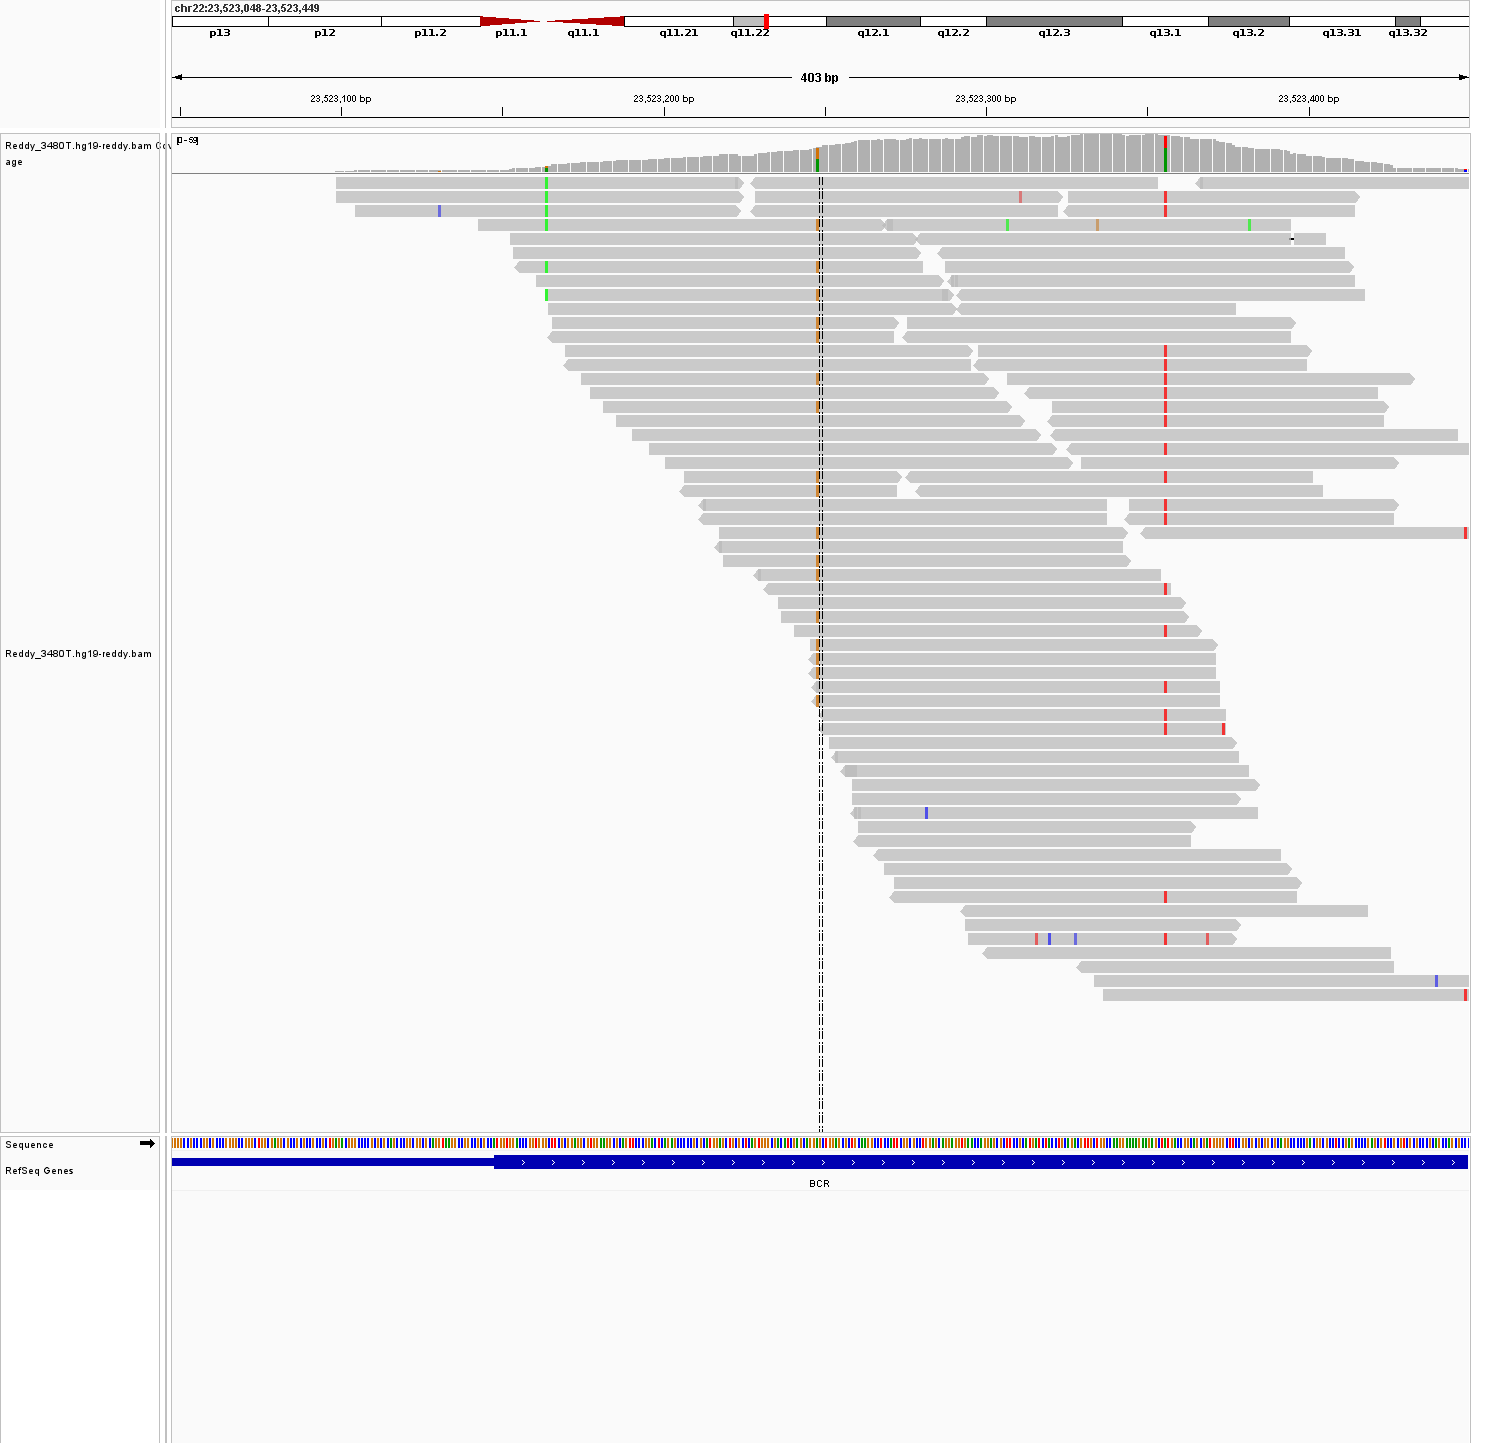 chr22:23,523,048-23,523,449
p13 p12 p11.2 p11.1 q11.1 q11.21 q11.22 q12.1 q12.2 q12.3 q13.1 q13.2 q13.31 q13.32
403 bp
23,523,100 bp 23,523,200 bp 23,523,300 bp 23,523,400 bp
Reddy_3480T.hg19-reddy.bam Cov
age
Reddy_3480T.hg19-reddy.bam
Sequence
RefSeq Genes
BCR